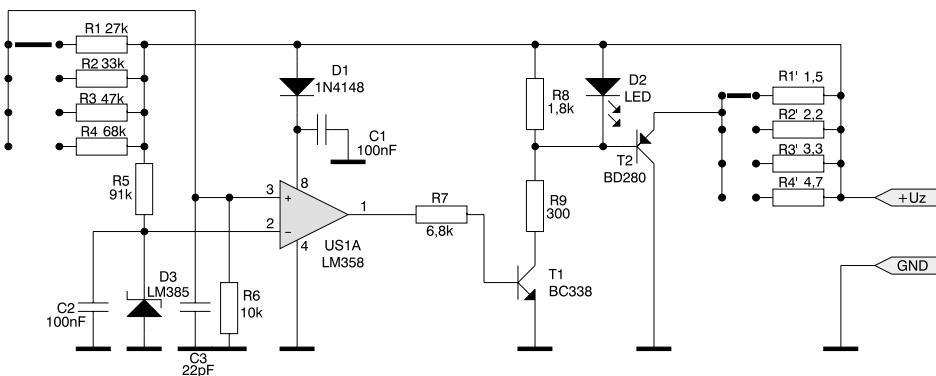 R1 27k
R2 33k
R3 47k
R4 68k
R5
91k
C2
100nF
D3
LM385
C3
22pF
R6
10k
D1
1N4148
C1
100nF
3
+
8
2
−
4
1
US1A
LM358
R7
6,8k
R8
1,8k
D2
LED
R9
300
T2
BD280
T1
BC338
R1' 1,5
R2' 2,2
R3' 3,3
R4' 4,7
+Uz
GND